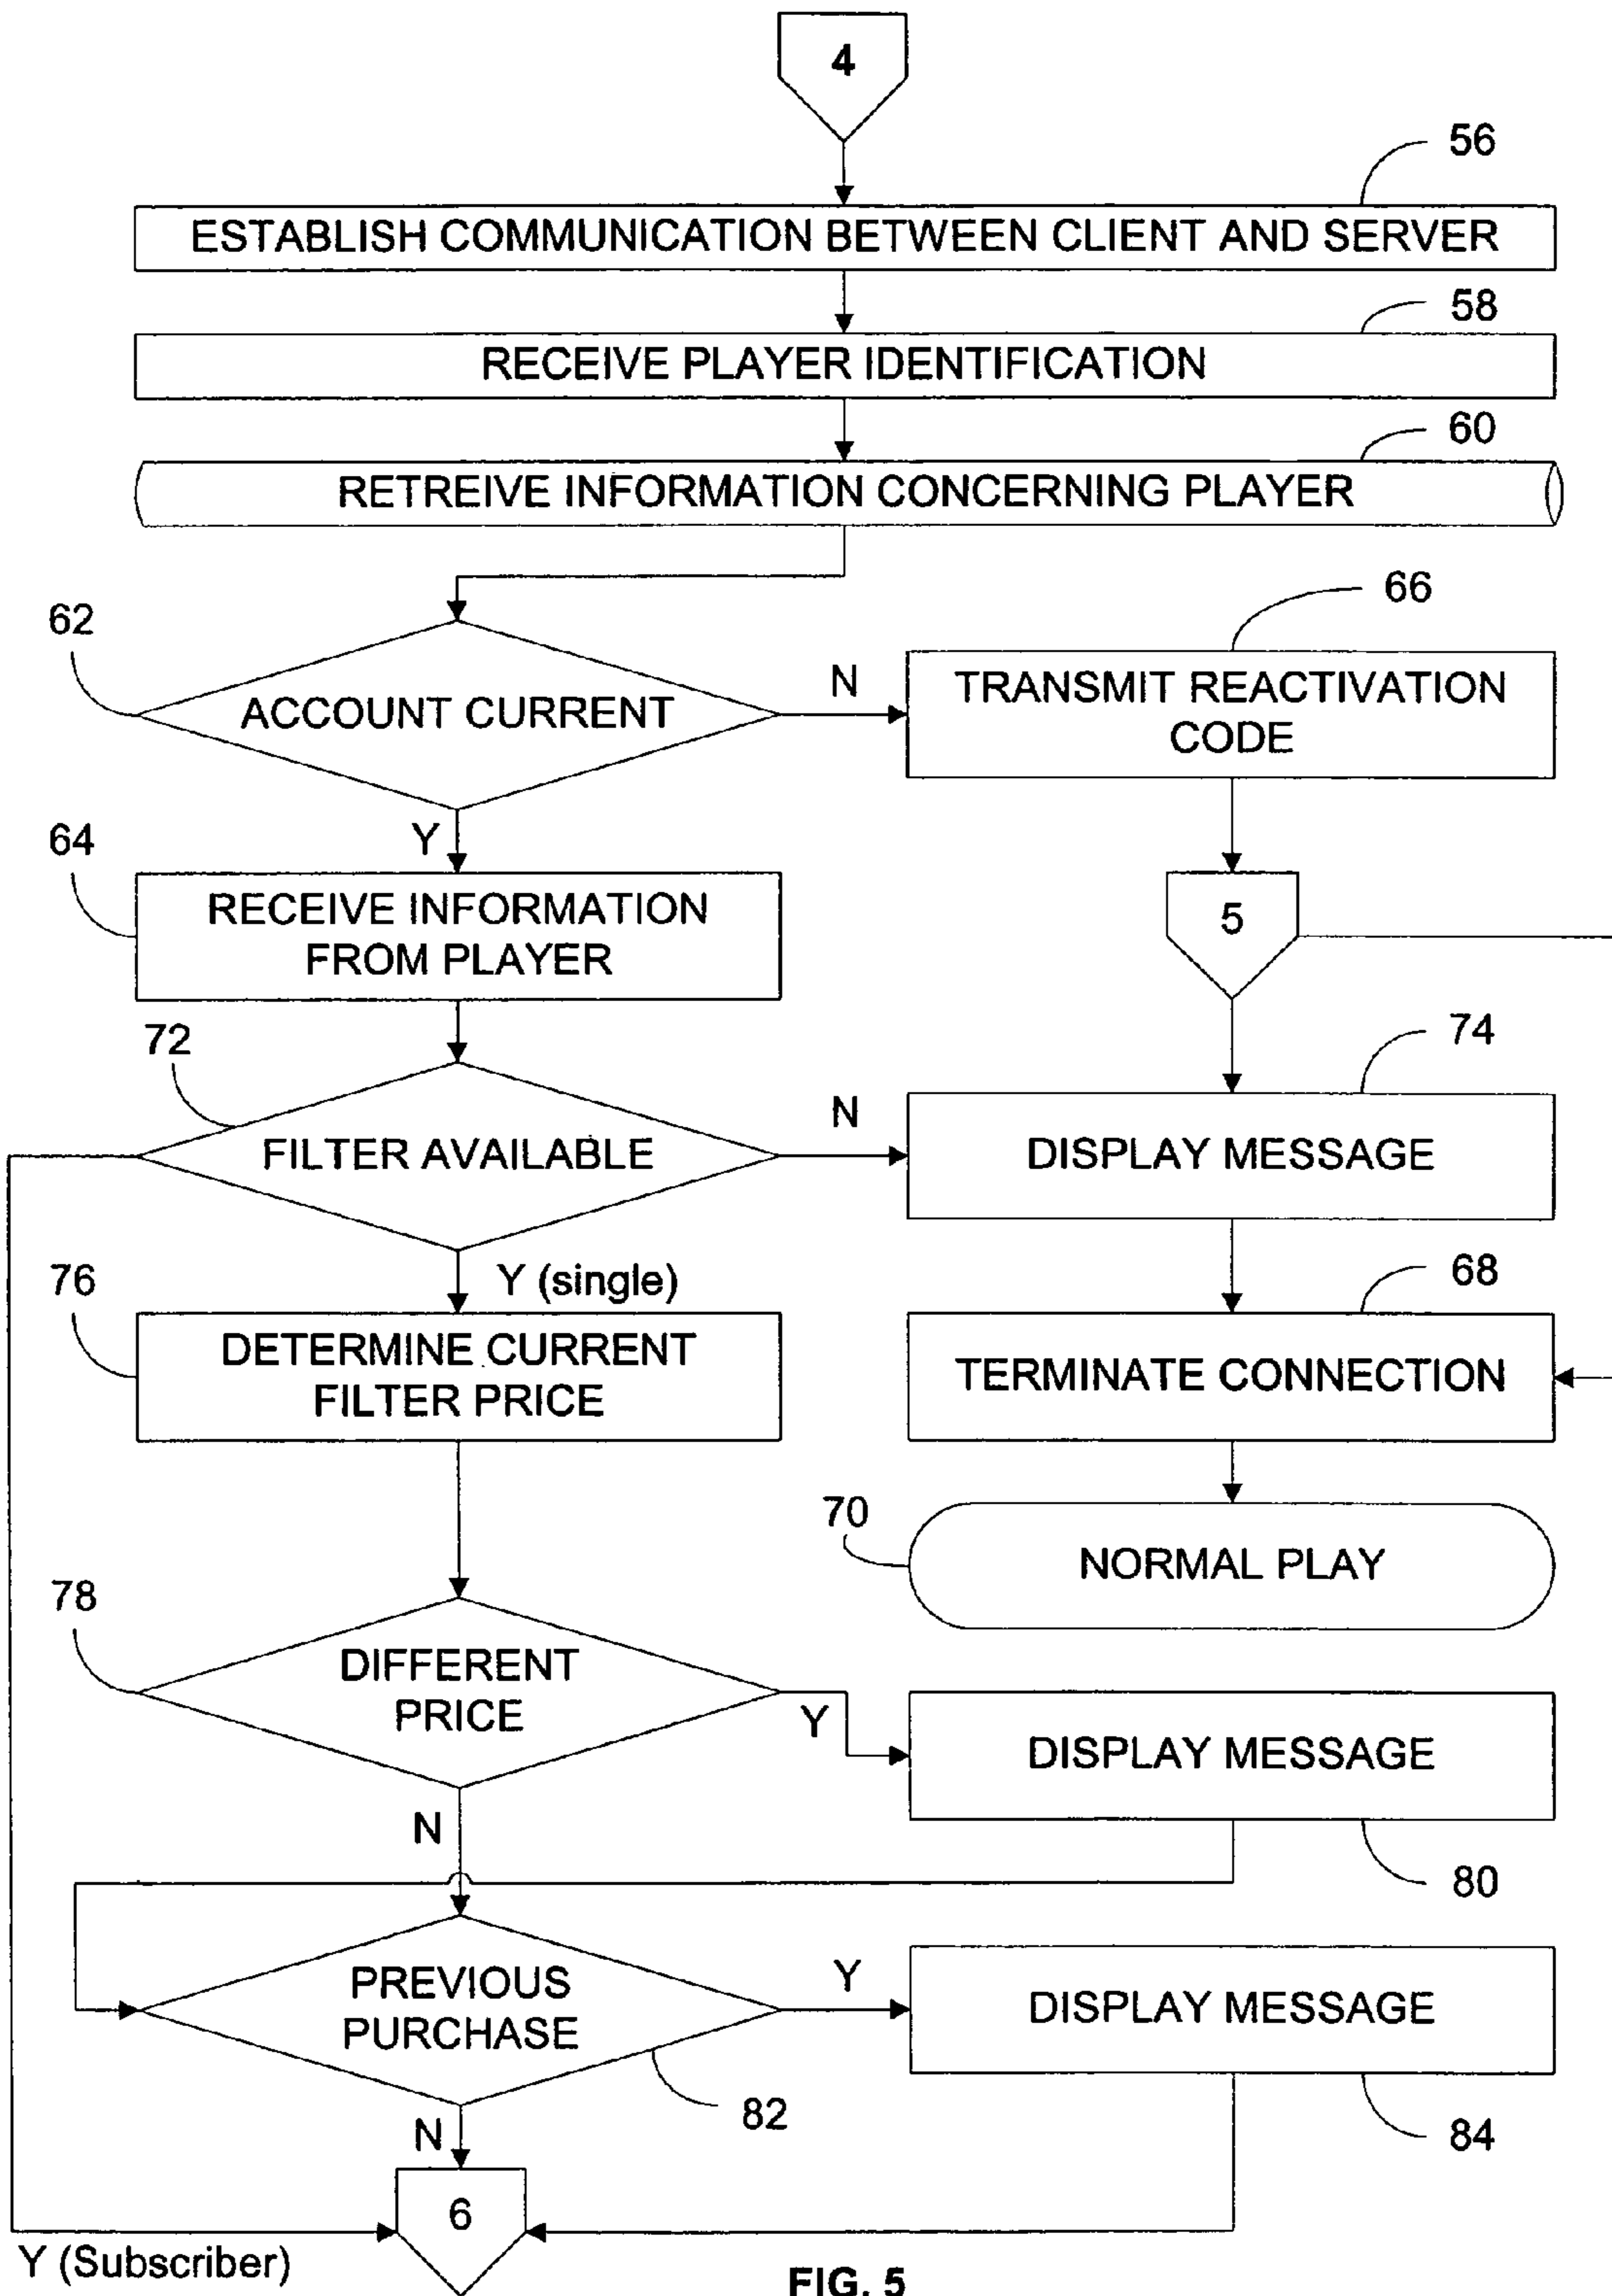 4
56
ESTABLISH COMMUNICATION BETWEEN CLIENT AND SERVER
58
RECEIVE PLAYER IDENTIFICATION
60
RETREIVE INFORMATION CONCERNING PLAYER
62
ACCOUNT CURRENT
N
66
TRANSMIT REACTIVATION
CODE
Y
64
RECEIVE INFORMATION
FROM PLAYER
5
72
FILTER AVAILABLE
N
74
DISPLAY MESSAGE
Y (single)
76
DETERMINE CURRENT
FILTER PRICE
68
TERMINATE CONNECTION
70
NORMAL PLAY
78
DIFFERENT
PRICE
Y
DISPLAY MESSAGE
80
N
PREVIOUS
PURCHASE
82
Y
DISPLAY MESSAGE
84
N
6
Y (Subscriber)
FIG. 5